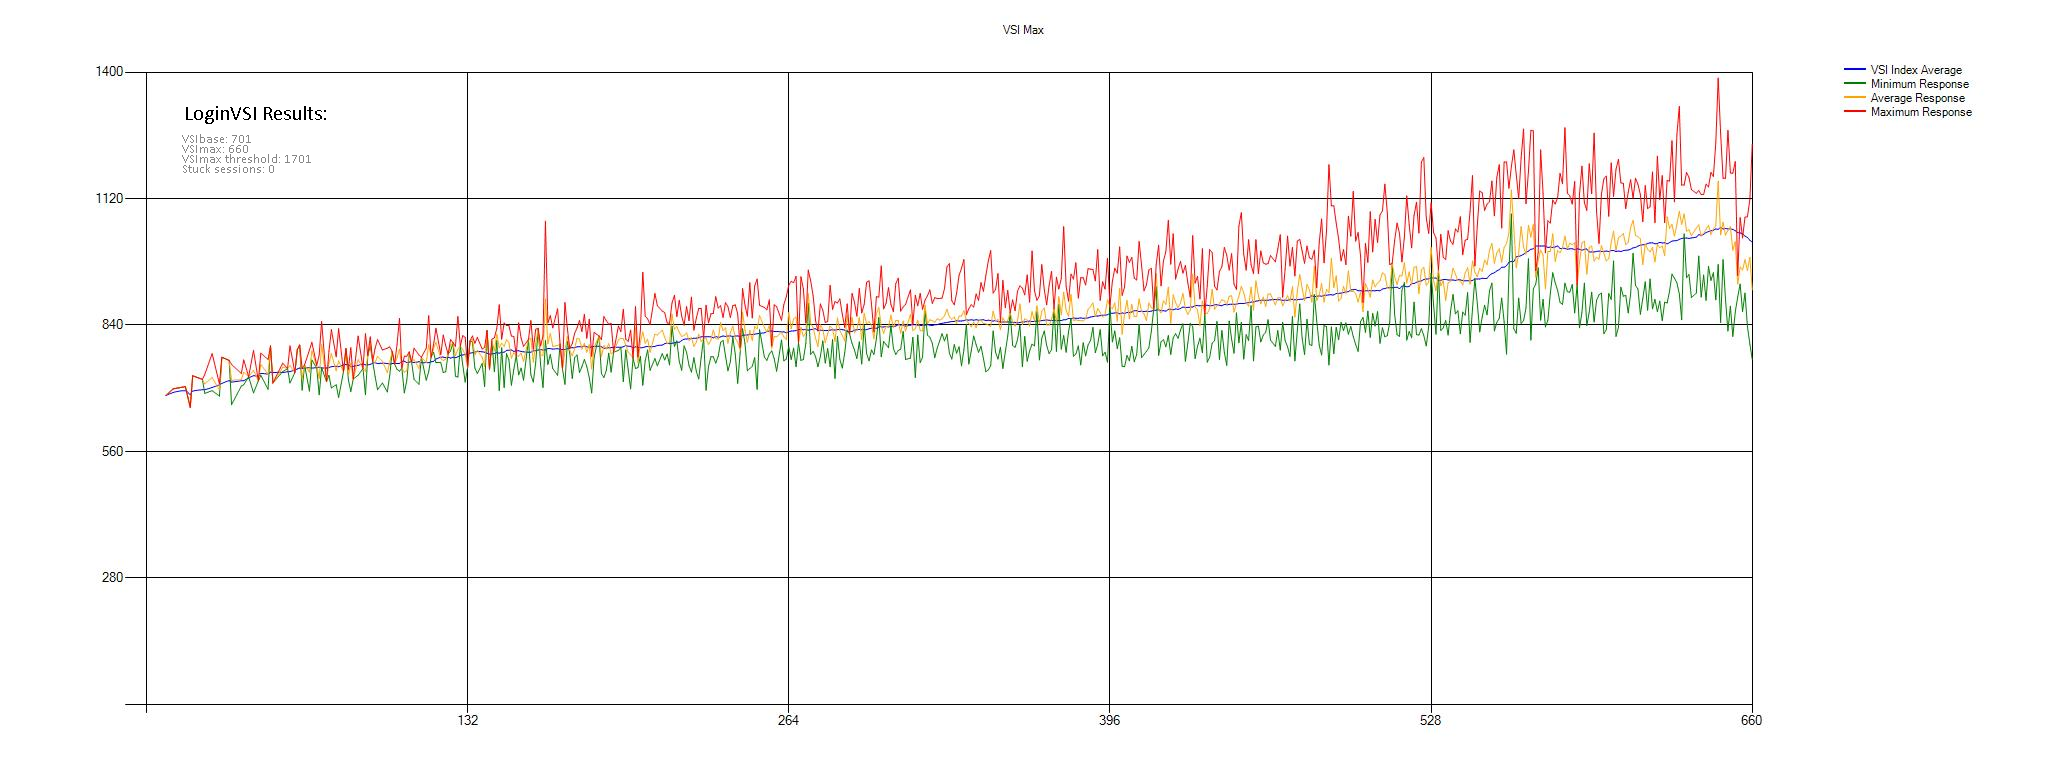 VSI Max
1400
1120
840
560
280
132
264
396
528
660
LoginVSI Results:
VSIbase: 701
VSImax: 660
VSImax threshold: 1701
Stuck sessions: 0
VSI Index Average
Minimum Response
Average Response
Maximum Response